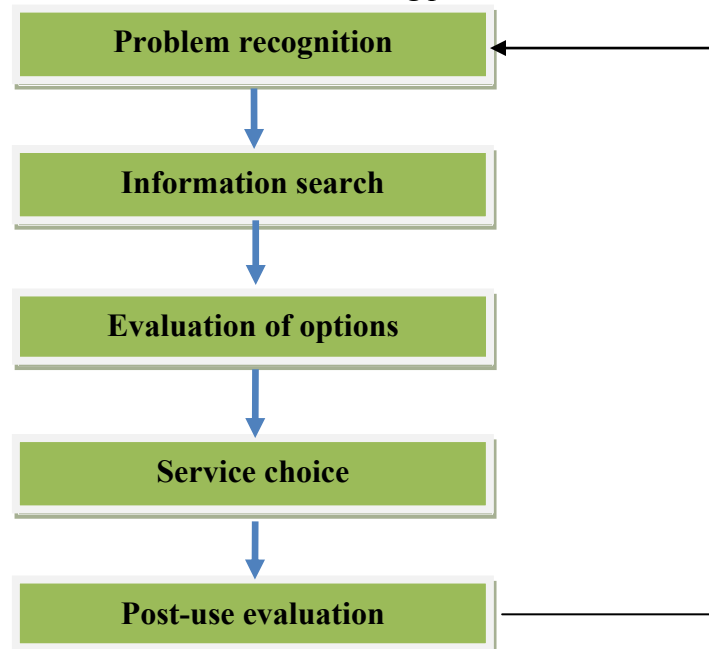 Problem recognition
Information search
Evaluation of options
Service choice
Post-use evaluation